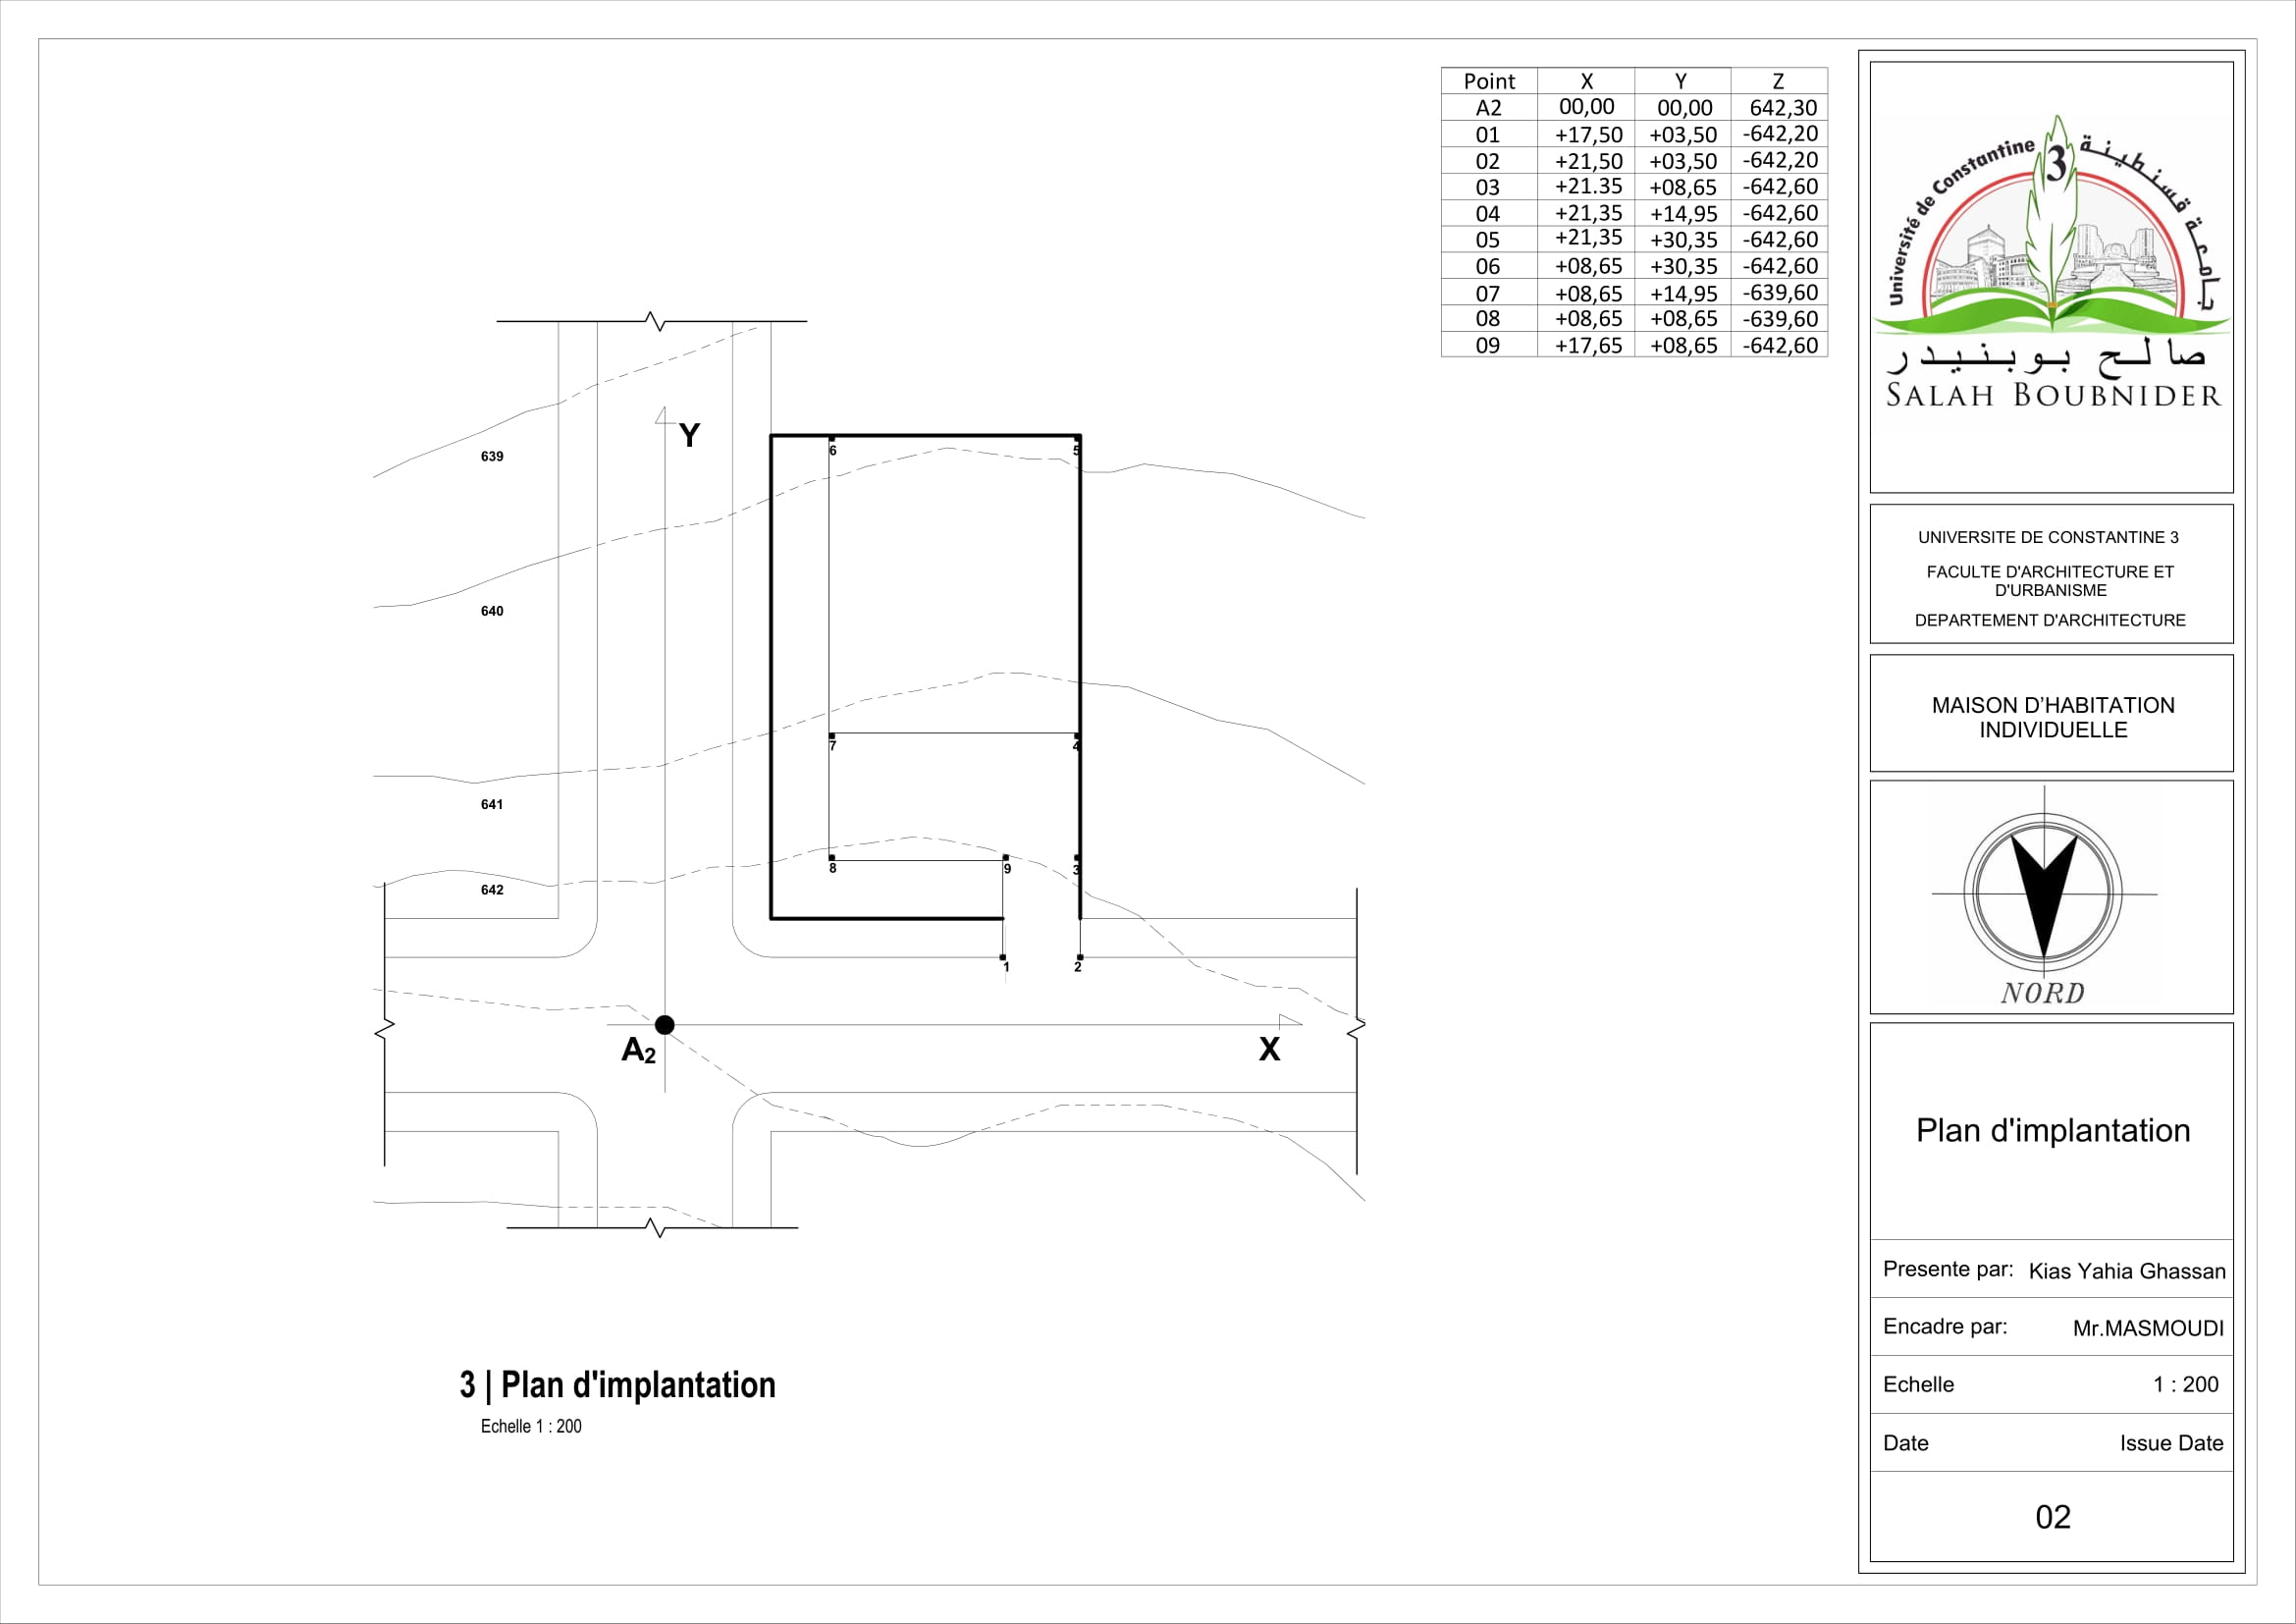 Point X Y Z
A2 00,00 00,00 642,30
01 +17,50 +03,50 -642,20
02 +21,50 +03,50 -642,20
03 +21.35 +08,65 -642,60
04 +21,35 +14,95 -642,60
05 +21,35 +30,35 -642,60
06 +08,65 +30,35 -642,60
07 +08,65 +14,95 -639,60
08 +08,65 +08,65 -639,60
09 +17,65 +08,65 -642,60
Y
639
6
5
640
7
4
641
8
9
3
642
1
2
A2
X
3 | Plan d'implantation
Echelle 1 : 200
Université de Constantine 3 جامعة قسنطينة
صالح بوبنيدر
SALAH BOUBNIDER
UNIVERSITE DE CONSTANTINE 3
FACULTE D'ARCHITECTURE ET
D'URBANISME
DEPARTEMENT D'ARCHITECTURE
MAISON D'HABITATION
INDIVIDUELLE
NORD
Plan d'implantation
Presente par: Kias Yahia Ghassan
Encadre par: Mr.MASMOUDI
Echelle 1 : 200
Date Issue Date
02